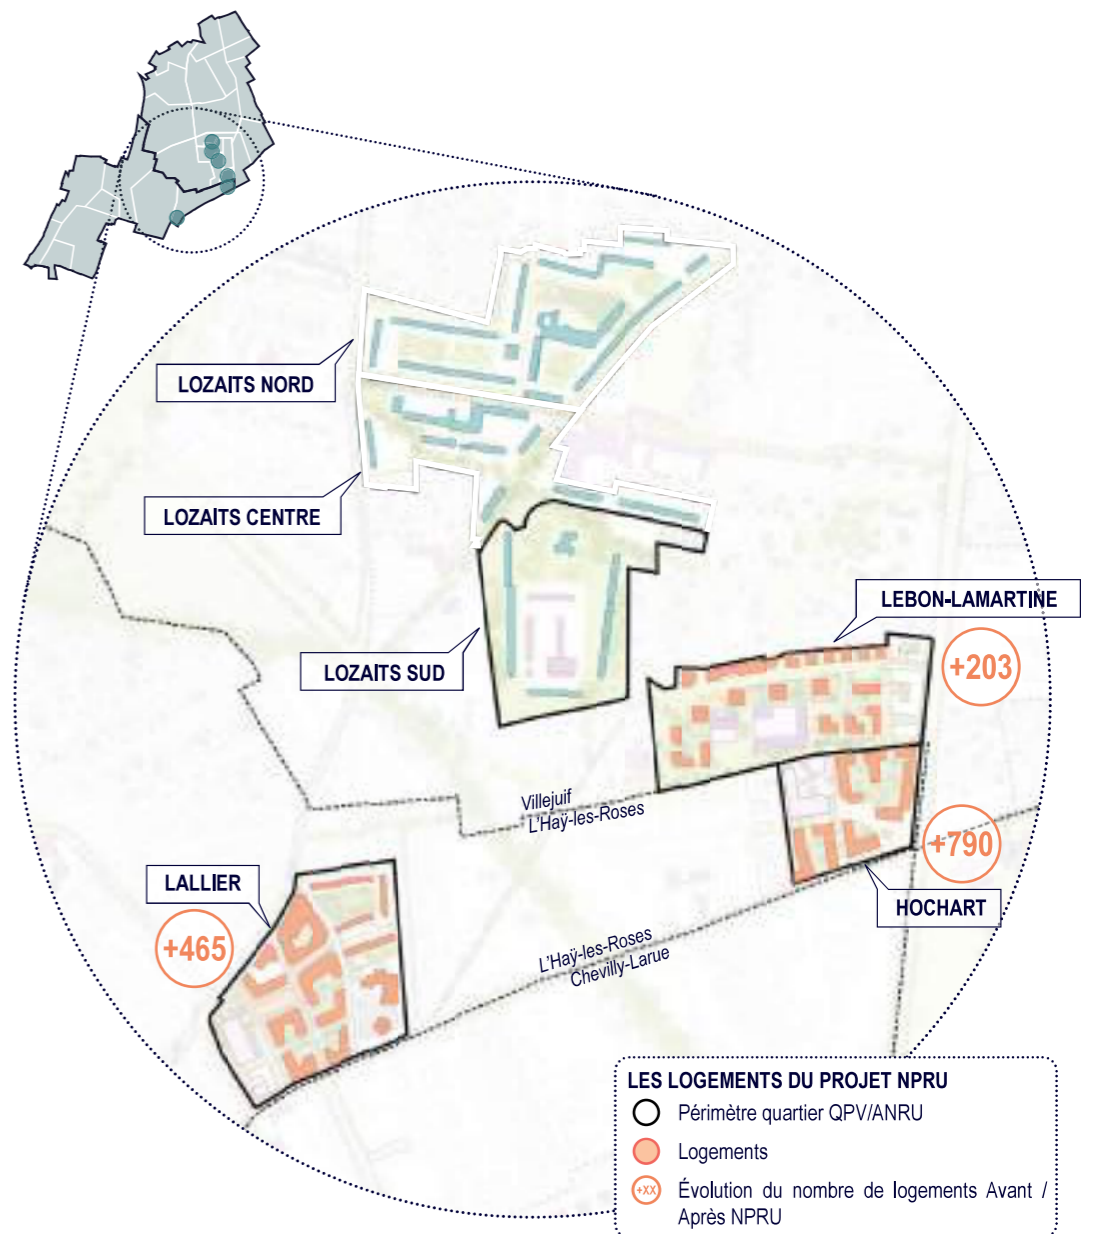 LOZAITS NORD
LOZAITS CENTRE
LOZAITS SUD
LEBON-LAMARTINE
+203
Villejuif
L'Haÿ-les-Roses
+790
HOCHART
LALLIER
+465
L'Haÿ-les-Roses
Chevilly-Larue
LES LOGEMENTS DU PROJET NPRU
Périmètre quartier QPV/ANRU
Logements
+XX
Évolution du nombre de logements Avant /
Après NPRU